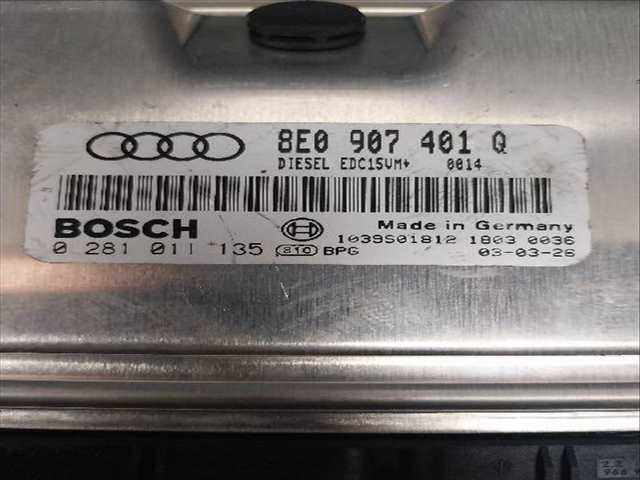 8E0 907 401 Q
DIESEL EDC15VM+ 0014
BOSCH
Made in Germany
0 281 011 135 810 BPG 1039S01812 1803 0036
03-03-26